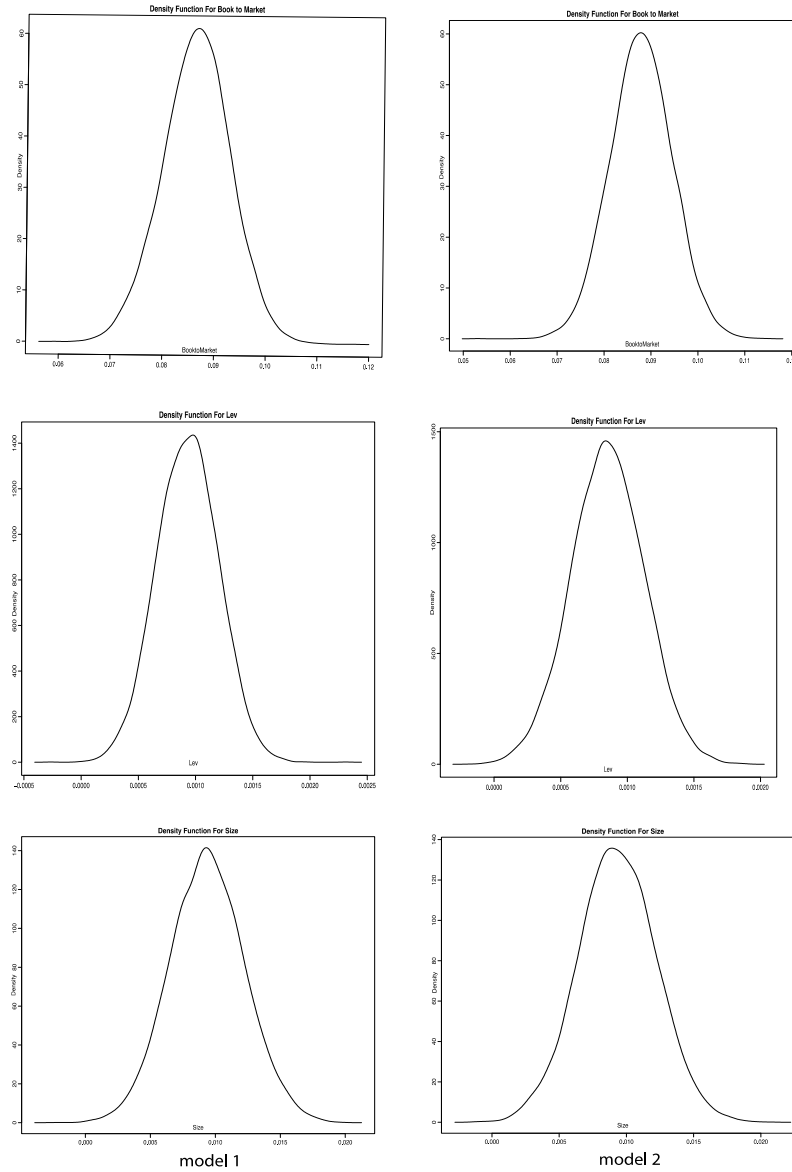 Density Function For Book to Market
Density
0 10 20 30 40 50 60
BooktoMarket
0.06 0.07 0.08 0.09 0.10 0.11 0.12
Density Function For Book to Market
Density
0 10 20 30 40 50 60
BooktoMarket
0.05 0.06 0.07 0.08 0.09 0.10 0.11
Density Function For Lev
Density
0 200 400 600 800 1000 1200 1400
Lev
−0.0005 0.0000 0.0005 0.0010 0.0015 0.0020 0.0025
Density Function For Lev
Density
0 500 1000 1500
Lev
0.0000 0.0005 0.0010 0.0015 0.0020
Density Function For Size
Density
0 20 40 60 80 100 120 140
Size
0.000 0.005 0.010 0.015 0.020
Density Function For Size
Density
0 20 40 60 80 100 120 140
Size
0.000 0.005 0.010 0.015 0.020
model 1
model 2